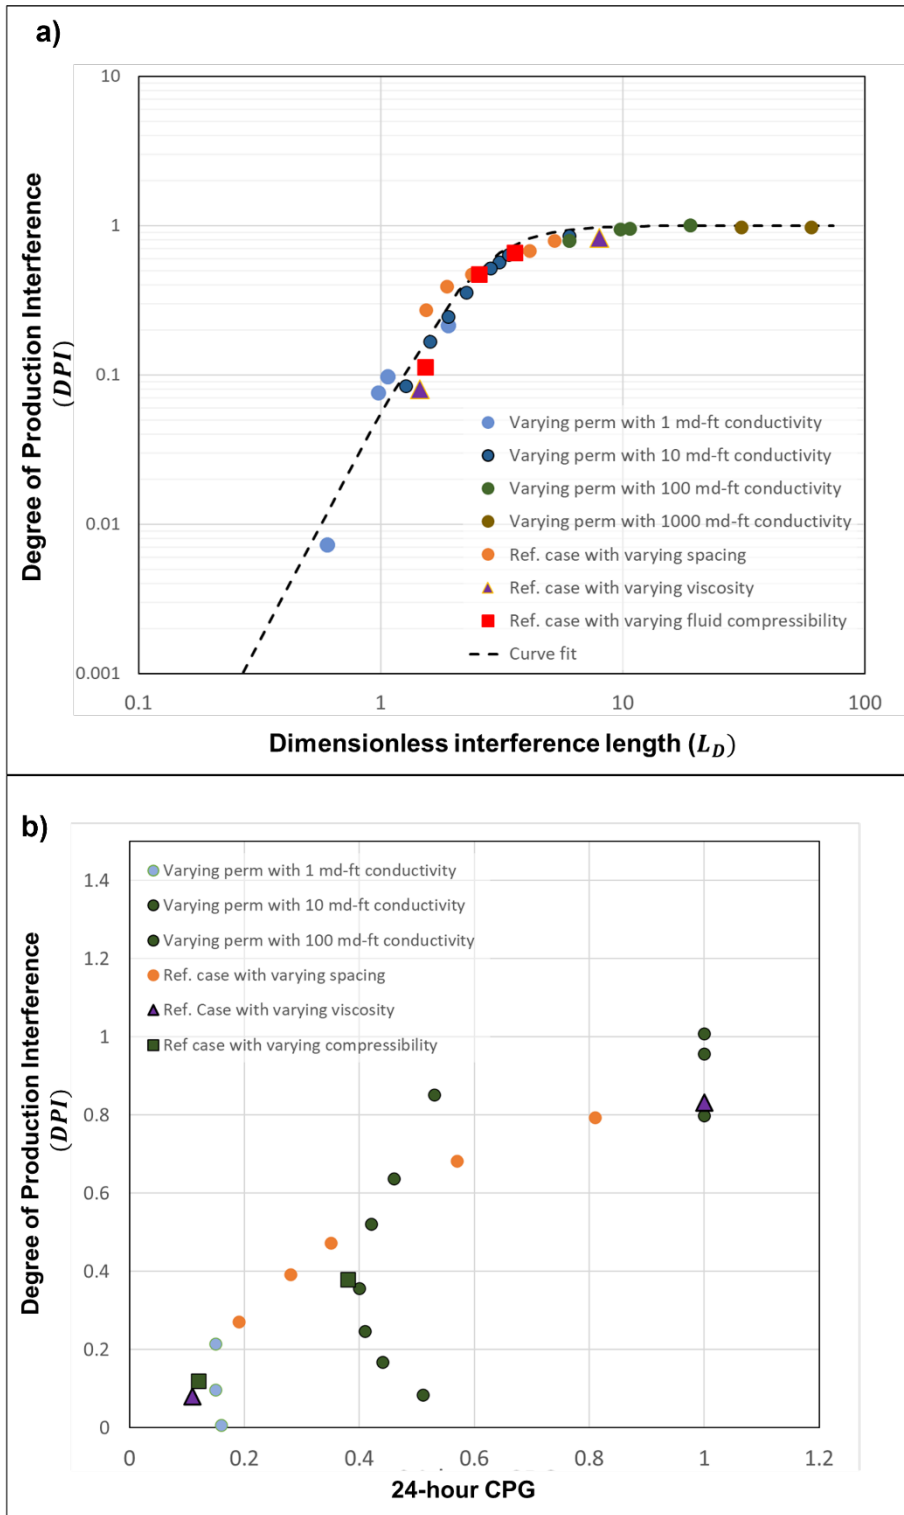 a)
10
1
0.1
0.01
0.001
0.1
1
10
100
Degree of Production Interference
(DPI)
Varying perm with 1 md-ft conductivity
Varying perm with 10 md-ft conductivity
Varying perm with 100 md-ft conductivity
Varying perm with 1000 md-ft conductivity
Ref. case with varying spacing
Ref. case with varying viscosity
Ref. case with varying fluid compressibility
Curve fit
Dimensionless interference length (L_D)
b)
Varying perm with 1 md-ft conductivity
Varying perm with 10 md-ft conductivity
Varying perm with 100 md-ft conductivity
Ref. case with varying spacing
Ref. Case with varying viscosity
Ref case with varying compressibility
1.4
1.2
1
0.8
0.6
0.4
0.2
0
Degree of Production Interference
(DPI)
0
0.2
0.4
0.6
0.8
1
1.2
24-hour CPG